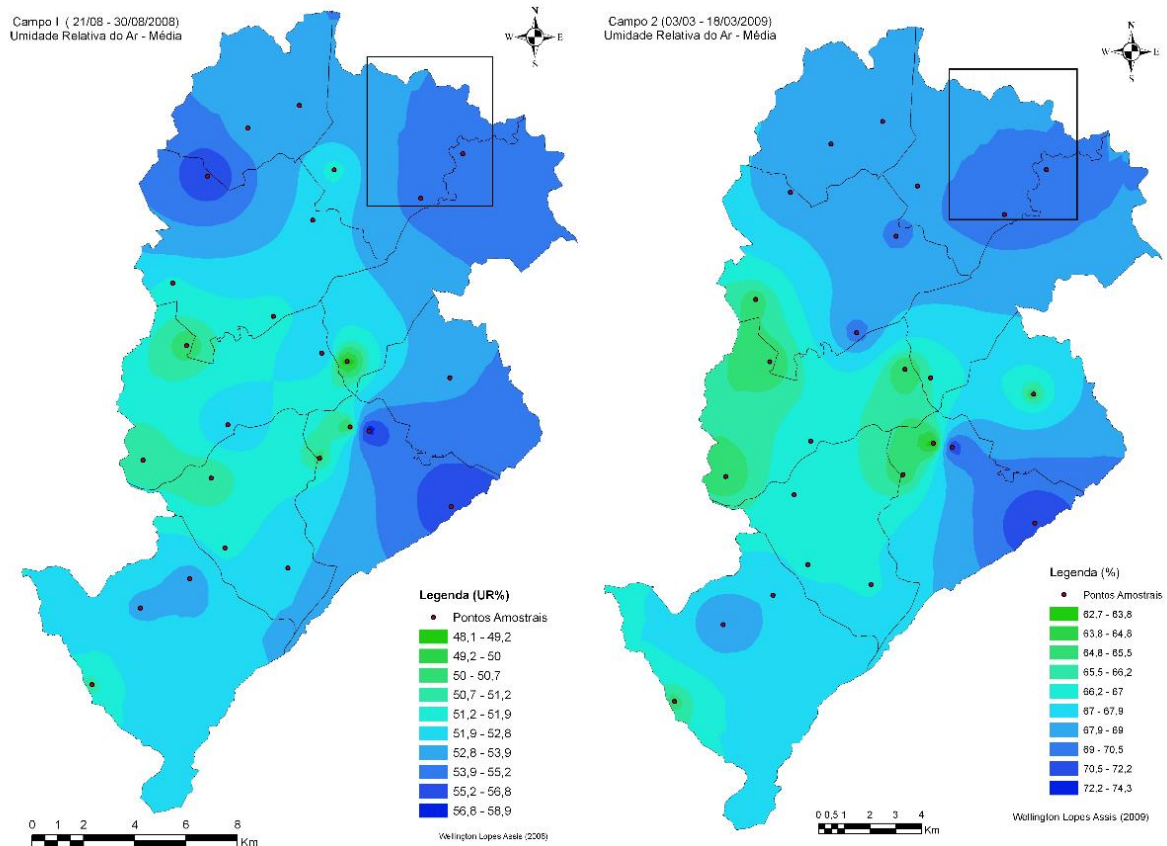 Campo I ( 21/08 - 30/08/2008)
Umidade Relativa do Ar - Média
N
W
E
S
Legenda (UR%)
Pontos Amostrais
48,1 - 49,2
49,2 - 50
50 - 50,7
50,7 - 51,2
51,2 - 51,9
51,9 - 52,8
52,8 - 53,9
53,9 - 55,2
55,2 - 56,8
56,8 - 58,9
0 1 2 4 6 8
Km
Wellington Lopes Assis (2008)
Campo 2 (03/03 - 18/03/2009)
Umidade Relativa do Ar - Média
N
W
E
S
Legenda (%)
Pontos Amostrais
62,7 - 63,8
63,8 - 64,8
64,8 - 65,5
65,5 - 66,2
66,2 - 67
67 - 67,9
67,9 - 69
69 - 70,5
70,5 - 72,2
72,2 - 74,3
0 0,5 1 2 3 4
Km
Wellington Lopes Assis (2009)